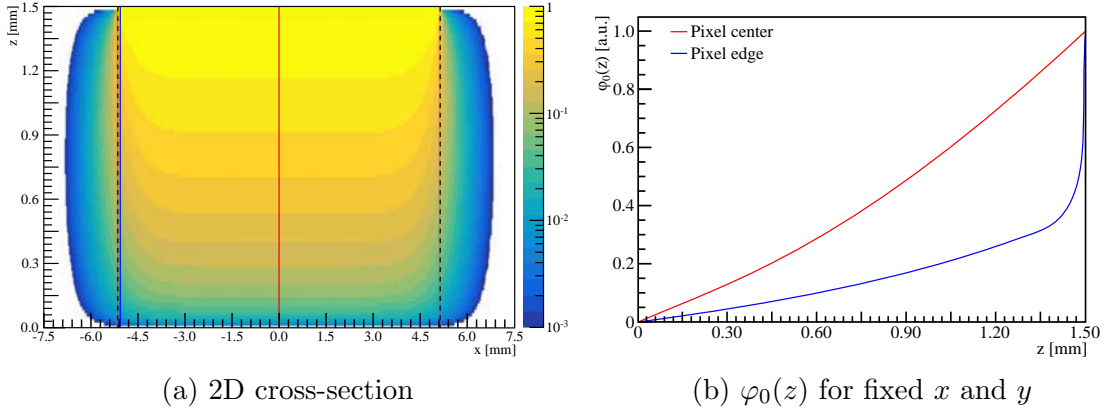 z [mm]
1.5
1.2
0.9
0.6
0.3
0.0
-7.5 -6.0 -4.5 -3.0 -1.5 0.0 1.5 3.0 4.5 6.0 7.5
x [mm]
1
10⁻¹
10⁻²
10⁻³
(a) 2D cross-section
φ₀(z) [a.u.]
1.0
0.8
0.6
0.4
0.2
0
0 0.30 0.60 0.90 1.20 1.50
z [mm]
Pixel center
Pixel edge
(b) φ₀(z) for fixed x and y